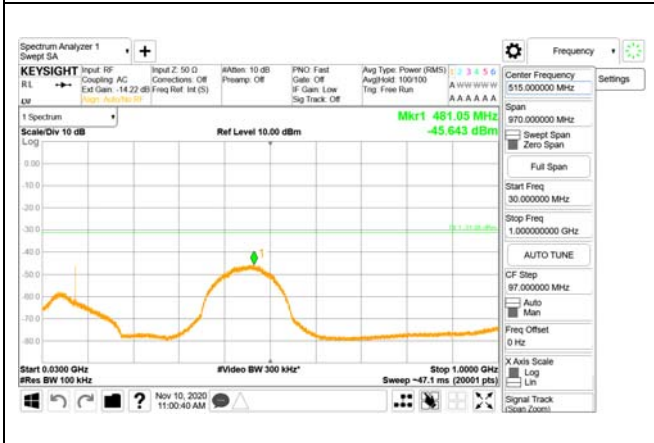 Spectrum Analyzer 1
Swept SA
+
Frequency
KEYSIGHT
Input: RF
Coupling: AC
Ext Gain: -14.22 dB
Align: Auto/No RF
Input Z: 50 Ω
Corrections: Off
Freq Ref: Int (S)
#Atten: 10 dB
Preamp: Off
PNO: Fast
Gate: Off
IF Gain: Low
Sig Track: Off
Avg Type: Power (RMS)
Avg|Hold: 100/100
Trig: Free Run
1 2 3 4 5 6
A W W W W W
A A A A A A
RL
1 Spectrum
Scale/Div 10 dB
Log
Ref Level 10.00 dBm
Mkr1 481.05 MHz
-45.643 dBm
0.00
-10.0
-20.0
-30.0
-40.0
-50.0
-60.0
-70.0
-80.0
1
Start 0.0300 GHz
#Res BW 100 kHz
#Video BW 300 kHz*
Stop 1.0000 GHz
Sweep ~47.1 ms (20001 pts)
?
Nov 10, 2020
11:00:40 AM
Center Frequency
515.000000 MHz
Settings
Span
970.000000 MHz
Swept Span
Zero Span
Full Span
Start Freq
30.000000 MHz
Stop Freq
1.000000000 GHz
AUTO TUNE
CF Step
97.000000 MHz
Auto
Man
Freq Offset
0 Hz
X Axis Scale
Log
Lin
Signal Track
(Span Zoom)